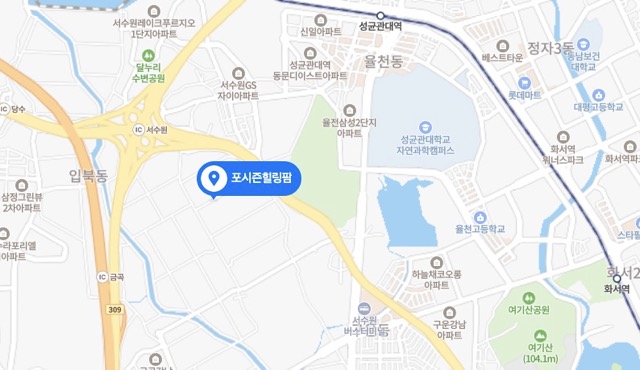 서수원레이크푸르지오
1단지아파트
신일아파트
성균관대역
정자3동
베스트타운
동남보건
대학교
달누리
수변공원
성균관대역
동문디이스트아파트
율천동
서수원GS
자이아파트
롯데마트
대평고등학교
IC 당수
IC 서수원
율전삼성2단지
아파트
성균관대학교
자연과학캠퍼스
화서역
워너스파크
화서역파크
입북동
포시즌힐링팜
삼정그린뷰
2차아파트
율천고등학교
스타필
수라포리엘
아파트
하늘채코오롱
아파트
화서2
IC 금곡
화서역
309
서수원
버스터미널
구운강남
아파트
여기산공원
여기산
(104.1m)